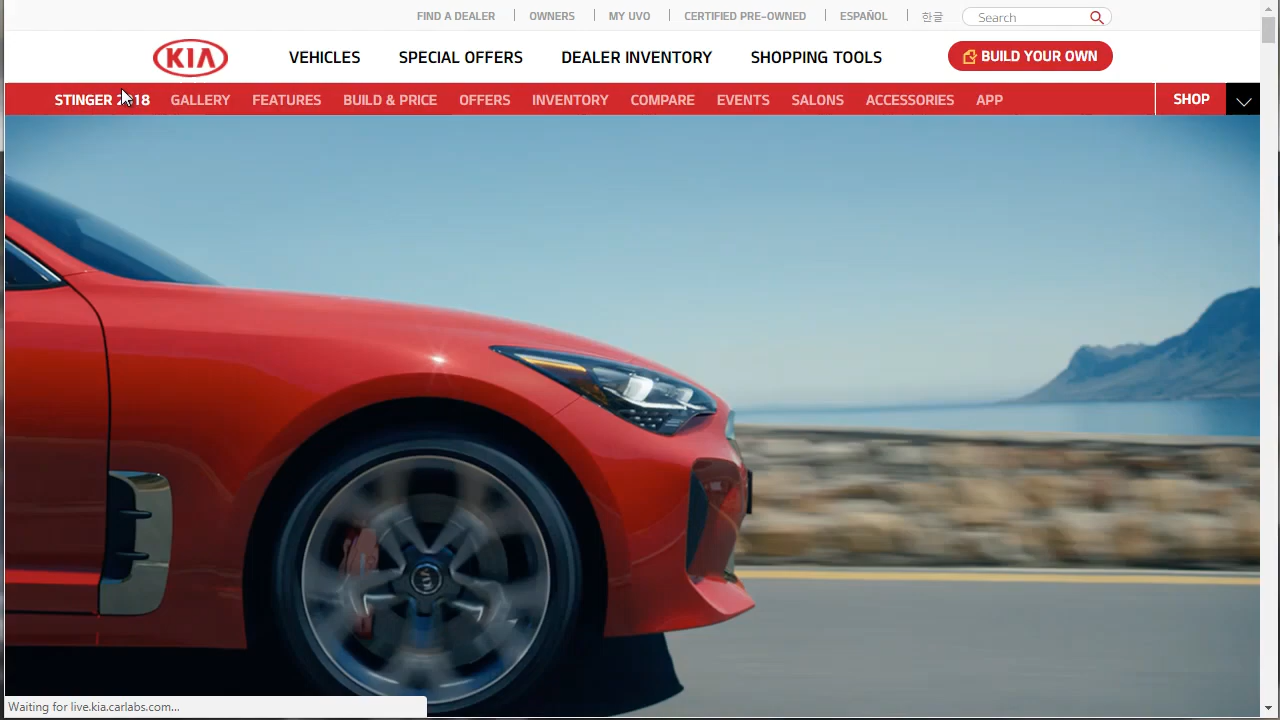 FIND A DEALER OWNERS MY UVO CERTIFIED PRE-OWNED ESPAÑOL 한글 Search
KIA VEHICLES SPECIAL OFFERS DEALER INVENTORY SHOPPING TOOLS BUILD YOUR OWN
STINGER 2018 GALLERY FEATURES BUILD & PRICE OFFERS INVENTORY COMPARE EVENTS SALONS ACCESSORIES APP SHOP
Waiting for live.kia.carlabs.com...